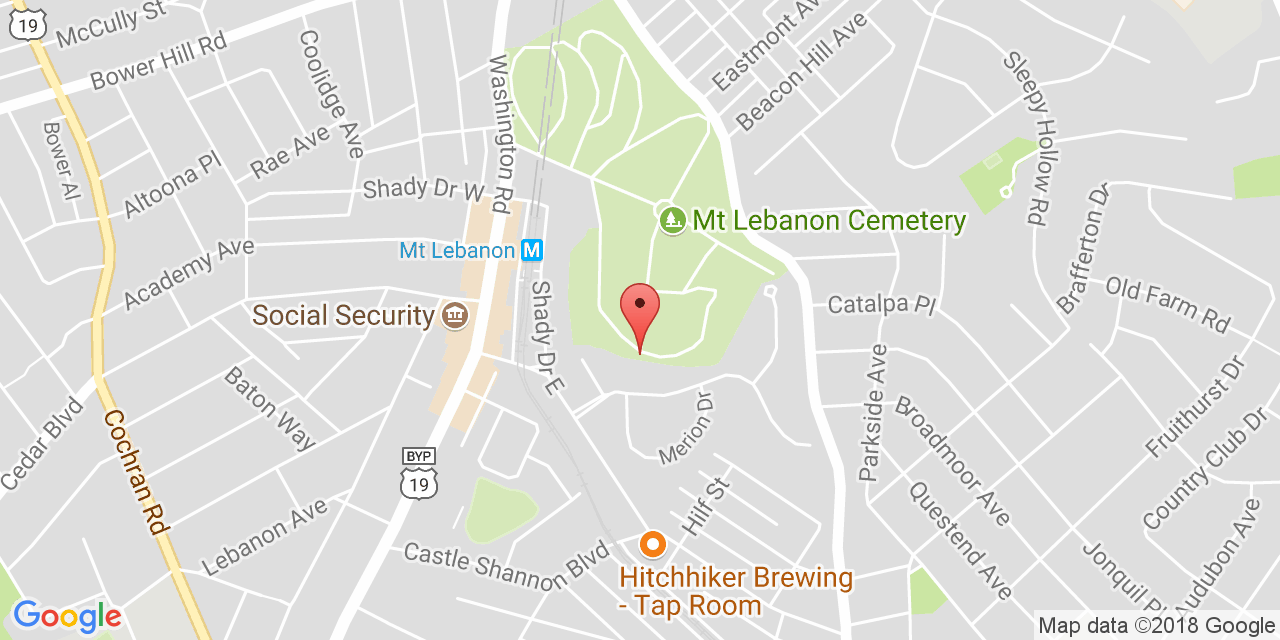 19
McCully St
Bower Hill Rd
Coolidge Ave
Washington Rd
Eastmont Av
Beacon Hill Ave
Sleepy Hollow Rd
Bower Al
Rae Ave
Altoona Pl
Shady Dr W
Mt Lebanon Cemetery
Brafferton Dr
Academy Ave
Mt Lebanon M
Old Farm Rd
Catalpa Pl
Social Security
Shady Dr E
Parkside Ave
Fruithurst Dr
Baton Way
Cedar Blvd
Cochran Rd
Merion Dr
Broadmoor Ave
Country Club Dr
BYP
19
Hilf St
Questend Ave
Lebanon Ave
Castle Shannon Blvd
Jonquil Pl
Audubon Ave
Hitchhiker Brewing
- Tap Room
Google
Map data ©2018 Google